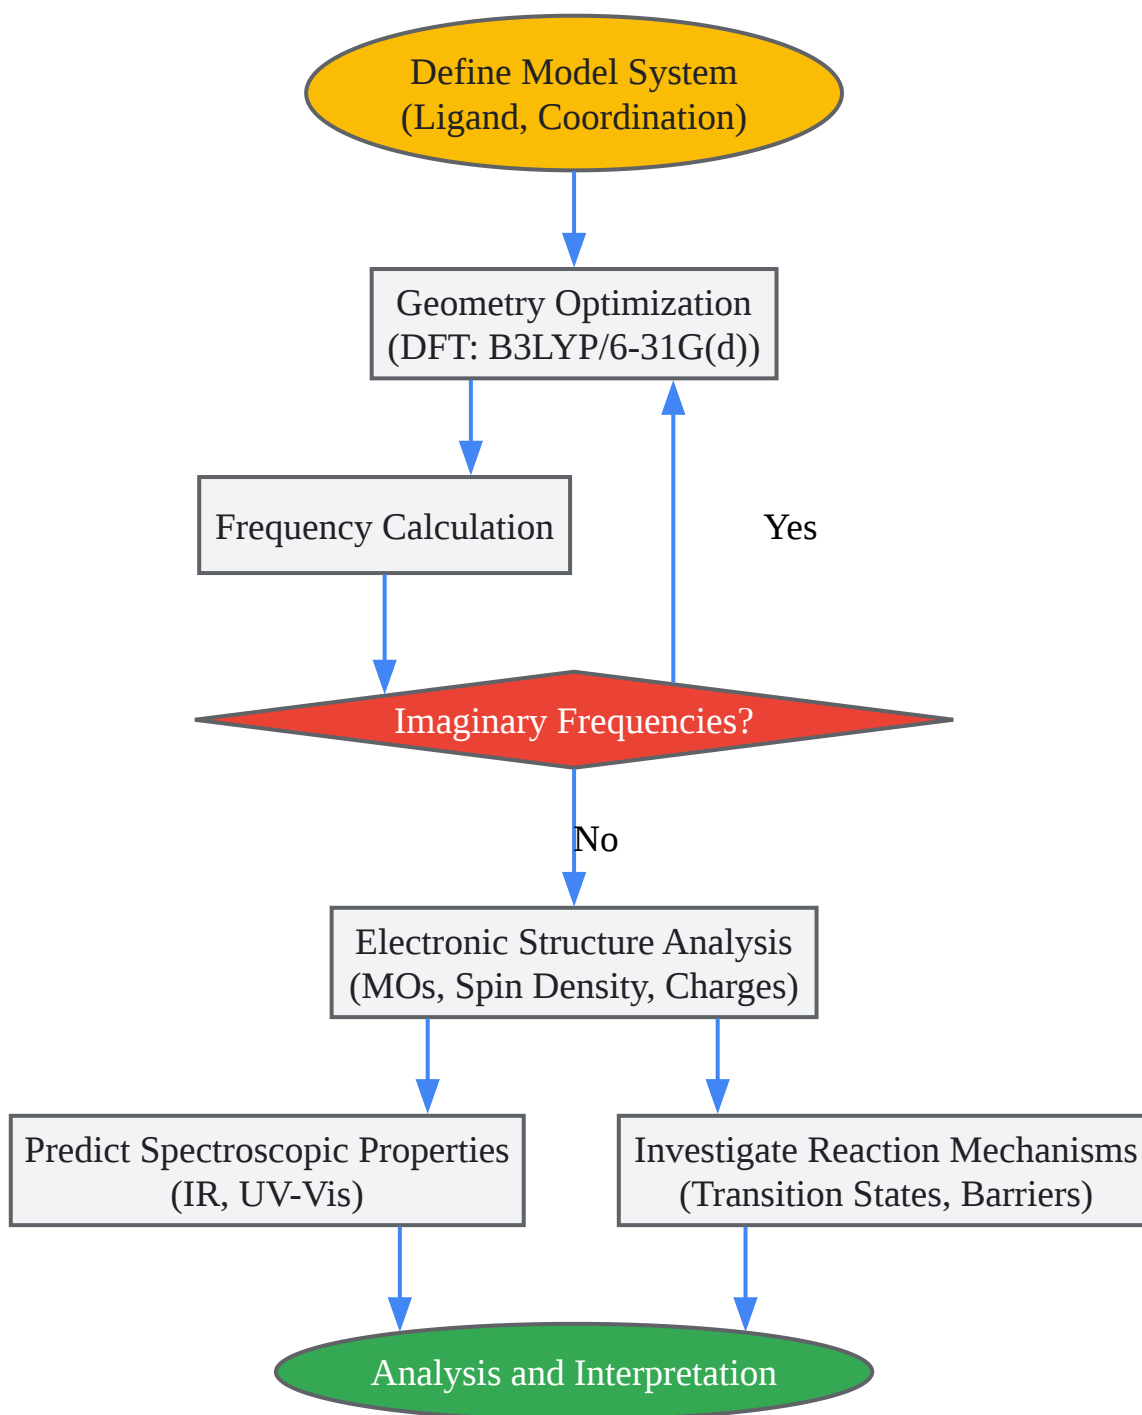 Define Model System
(Ligand, Coordination)
Geometry Optimization
(DFT: B3LYP/6-31G(d))
Frequency Calculation
Yes
Imaginary Frequencies?
No
Electronic Structure Analysis
(MOs, Spin Density, Charges)
Predict Spectroscopic Properties
(IR, UV-Vis)
Investigate Reaction Mechanisms
(Transition States, Barriers)
Analysis and Interpretation